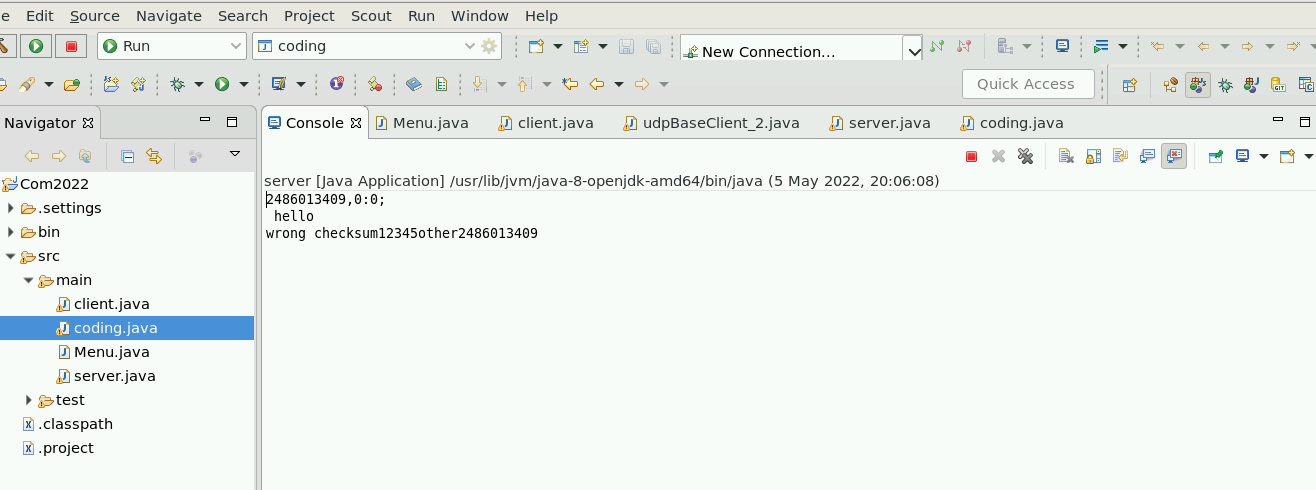 e Edit Source Navigate Search Project Scout Run Window Help
Run coding New Connection...
Quick Access
Navigator
Console Menu.java client.java udpBaseClient_2.java server.java coding.java
Com2022
.settings
bin
src
main
client.java
coding.java
Menu.java
server.java
test
.classpath
.project
server [Java Application] /usr/lib/jvm/java-8-openjdk-amd64/bin/java (5 May 2022, 20:06:08)
2486013409,0:0;
hello
wrong checksum12345other2486013409